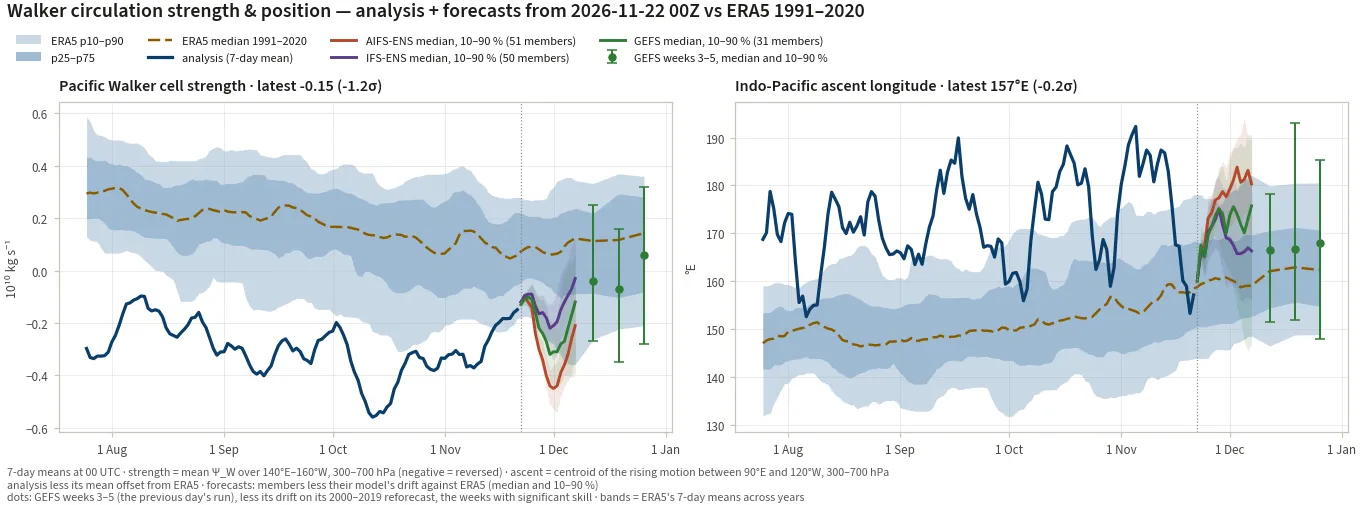 Walker circulation strength & position — analysis + forecasts from 2026-11-22 00Z vs ERA5 1991–2020
ERA5 p10–p90
ERA5 median 1991–2020
AIFS-ENS median, 10–90 % (51 members)
GEFS median, 10–90 % (31 members)
p25–p75
analysis (7-day mean)
IFS-ENS median, 10–90 % (50 members)
GEFS weeks 3–5, median and 10–90 %
Pacific Walker cell strength · latest -0.15 (-1.2σ)
0.6
0.4
0.2
0.0
−0.2
−0.4
−0.6
10¹⁰ kg s⁻¹
1 Aug
1 Sep
1 Oct
1 Nov
1 Dec
1 Jan
Indo-Pacific ascent longitude · latest 157°E (-0.2σ)
190
180
170
160
150
140
130
°E
1 Aug
1 Sep
1 Oct
1 Nov
1 Dec
1 Jan
7-day means at 00 UTC · strength = mean Ψ_W over 140°E–160°W, 300–700 hPa (negative = reversed) · ascent = centroid of the rising motion between 90°E and 120°W, 300–700 hPa
analysis less its mean offset from ERA5 · forecasts: members less their model's drift against ERA5 (median and 10–90 %)
dots: GEFS weeks 3–5 (the previous day's run), less its drift on its 2000–2019 reforecast, the weeks with significant skill · bands = ERA5's 7-day means across years